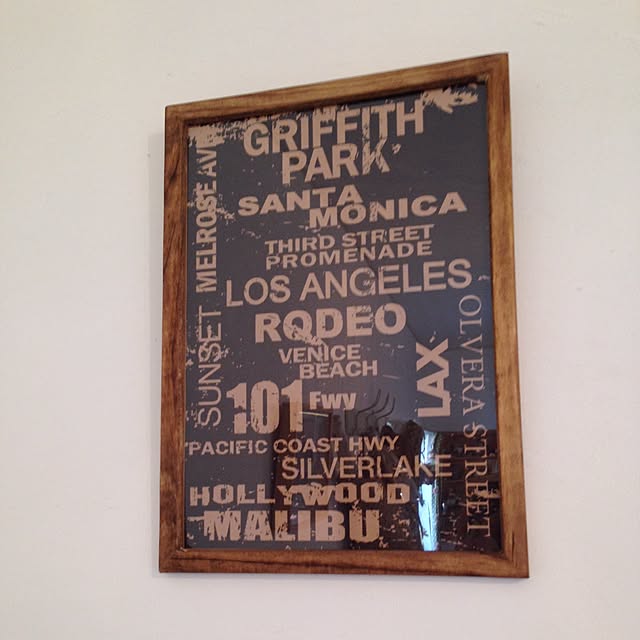 GRIFFITH
PARK
SANTA
MONICA
THIRD STREET
PROMENADE
LOS ANGELES
RODEO
VENICE
BEACH
101 Fwy
PACIFIC COAST HWY
SILVERLAKE
HOLLYWOOD
MALIBU
MELROSE AVE
SUNSET
LAX
OLVERA STREET